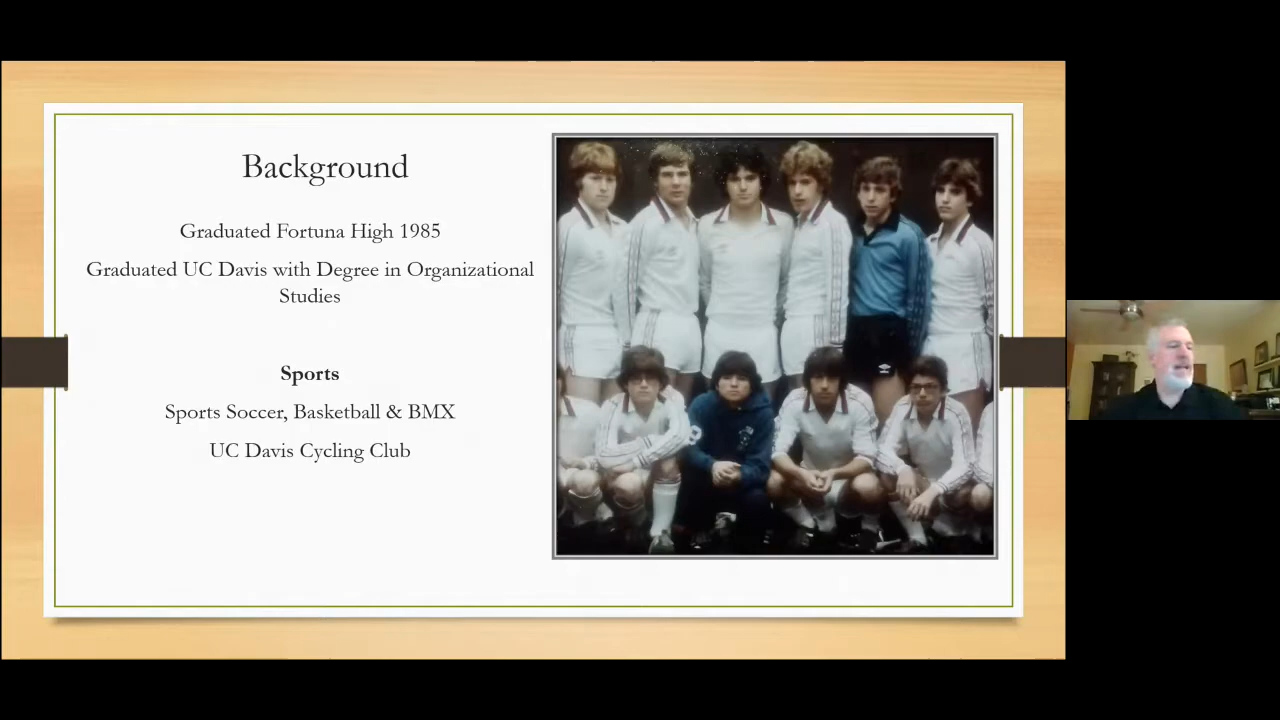 Background
Graduated Fortuna High 1985
Graduated UC Davis with Degree in Organizational
Studies
Sports
Sports Soccer, Basketball & BMX
UC Davis Cycling Club